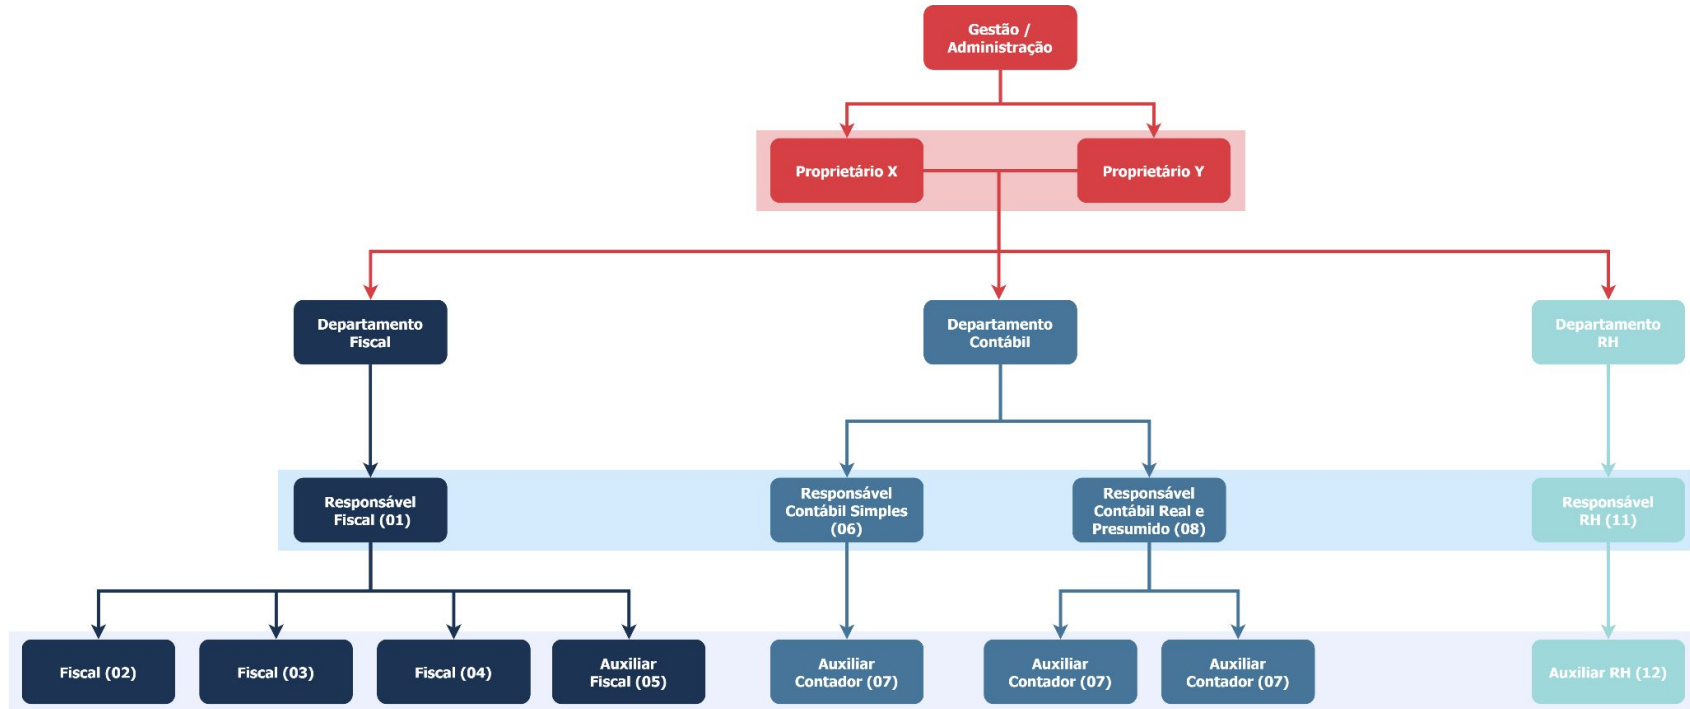 Gestão /
Administração
Proprietário X
Proprietário Y
Departamento
Fiscal
Departamento
Contábil
Departamento
RH
Responsável
Fiscal (01)
Responsável
Contábil Simples
(06)
Responsável
Contábil Real e
Presumido (08)
Responsável
RH (11)
Fiscal (02)
Fiscal (03)
Fiscal (04)
Auxiliar
Fiscal (05)
Auxiliar
Contador (07)
Auxiliar
Contador (07)
Auxiliar
Contador (07)
Auxiliar RH (12)